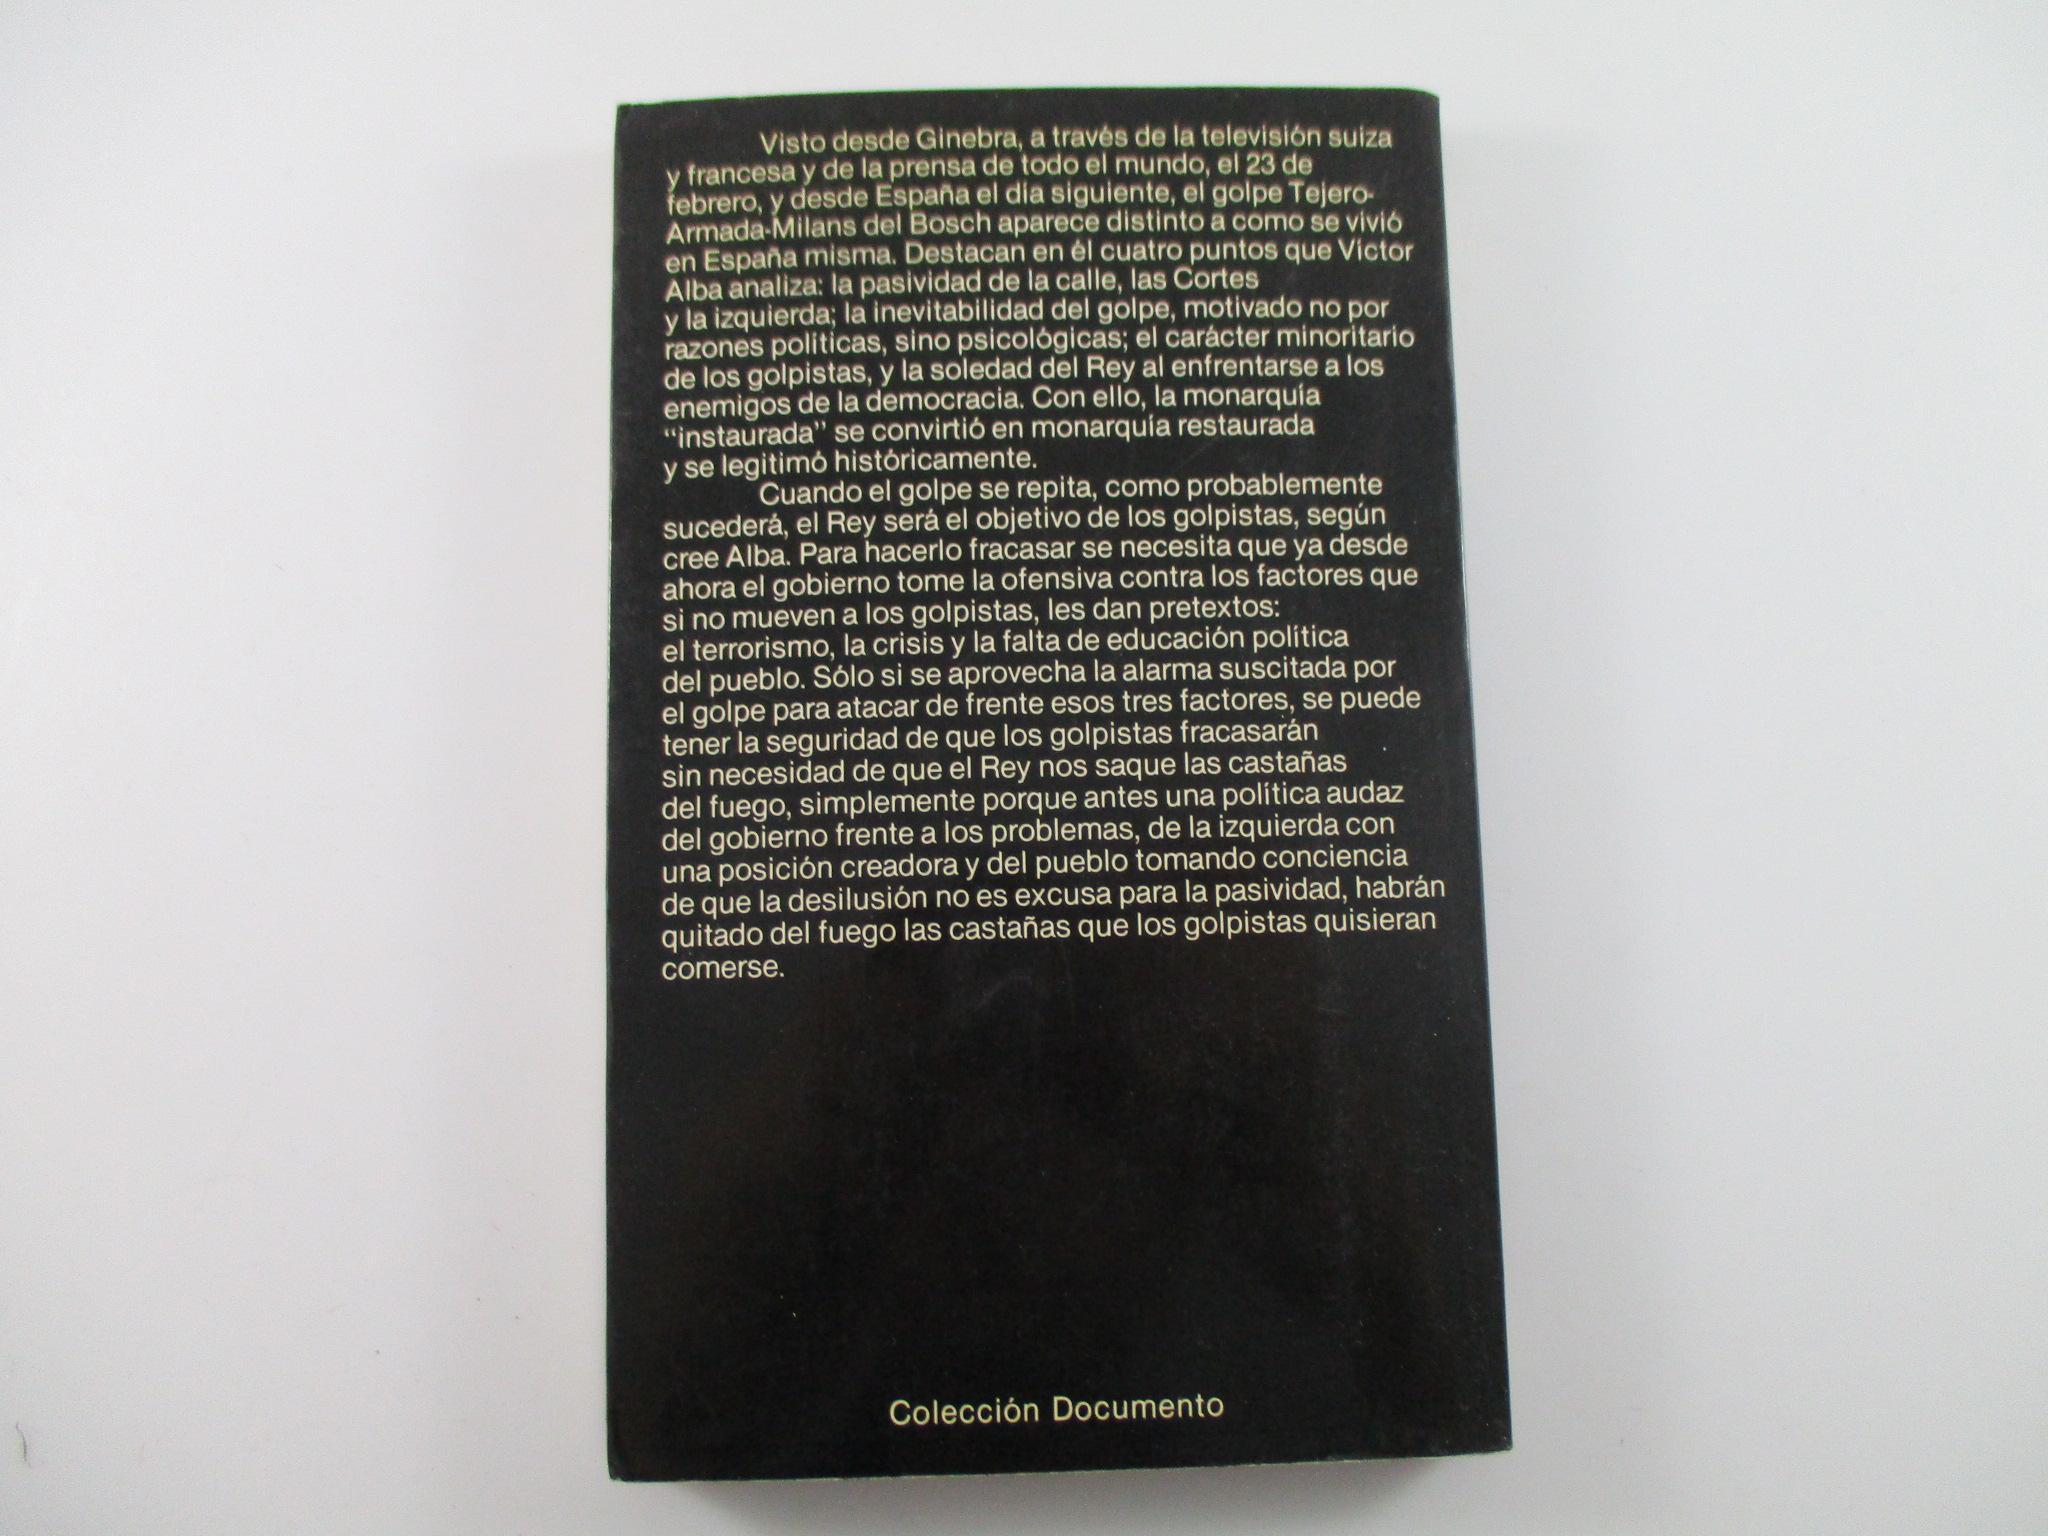 Visto desde Ginebra, a través de la televisión suiza
y francesa y de la prensa de todo el mundo, el 23 de
febrero, y desde España el día siguiente, el golpe Tejero-
Armada-Milans del Bosch aparece distinto a como se vivió
en España misma. Destacan en él cuatro puntos que Víctor
Alba analiza: la pasividad de la calle, las Cortes
y la izquierda; la inevitabilidad del golpe, motivado no por
razones políticas, sino psicológicas; el carácter minoritario
de los golpistas, y la soledad del Rey al enfrentarse a los
enemigos de la democracia. Con ello, la monarquía
“instaurada” se convirtió en monarquía restaurada
y se legitimó históricamente.
Cuando el golpe se repita, como probablemente
sucederá, el Rey será el objetivo de los golpistas, según
cree Alba. Para hacerlo fracasar se necesita que ya desde
ahora el gobierno tome la ofensiva contra los factores que
si no mueven a los golpistas, les dan pretextos:
el terrorismo, la crisis y la falta de educación política
del pueblo. Sólo si se aprovecha la alarma suscitada por
el golpe para atacar de frente esos tres factores, se puede
tener la seguridad de que los golpistas fracasarán
sin necesidad de que el Rey nos saque las castañas
del fuego, simplemente porque antes una política audaz
del gobierno frente a los problemas, de la izquierda con
una posición creadora y del pueblo tomando conciencia
de que la desilusión no es excusa para la pasividad, habrán
quitado del fuego las castañas que los golpistas quisieran
comerse.
Colección Documento